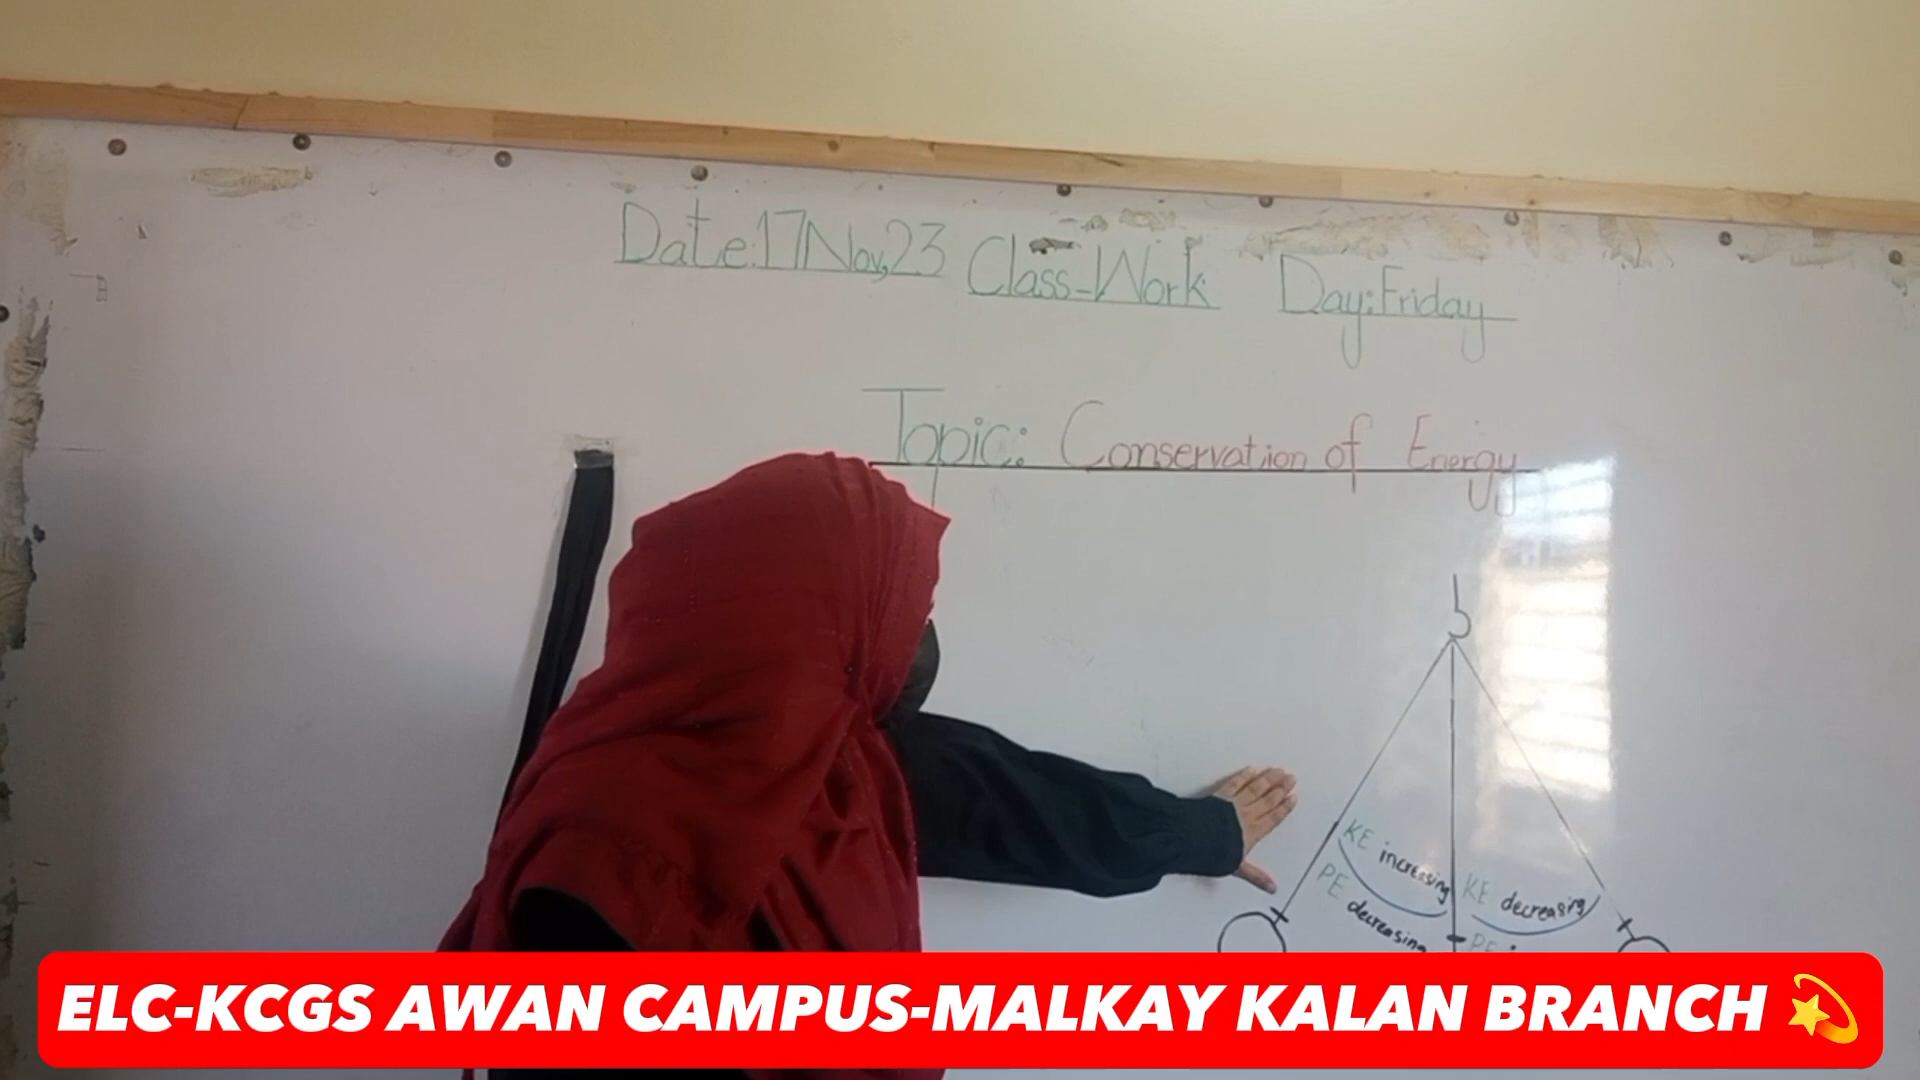 Date:17Nov,23 Class-Work Day:Friday
Topic: Conservation of Energy
KE increasing
PE decreasing
KE decreasing
PE
ELC-KCGS AWAN CAMPUS-MALKAY KALAN BRANCH 💫